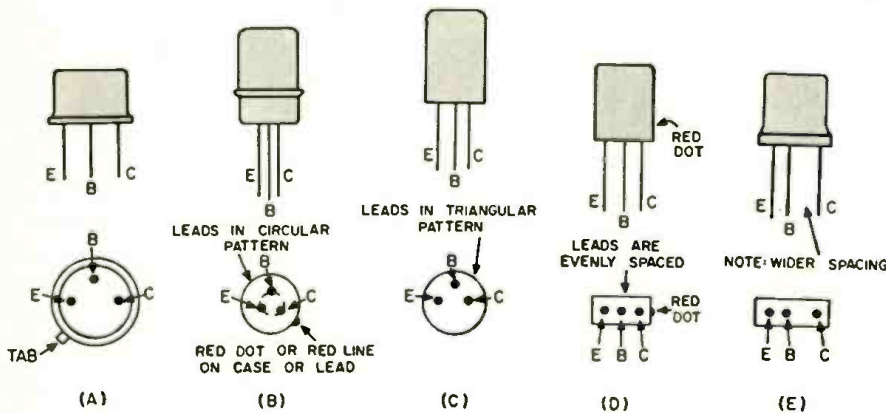 E B C
E B C
E B C
E B C
RED DOT
E B C
LEADS IN CIRCULAR PATTERN
LEADS IN TRIANGULAR PATTERN
LEADS ARE EVENLY SPACED
NOTE: WIDER SPACING
B
E C
TAB
B
E C
RED DOT OR RED LINE
ON CASE OR LEAD
B
E C
RED DOT
E B C
E B C
(A) (B) (C) (D) (E)